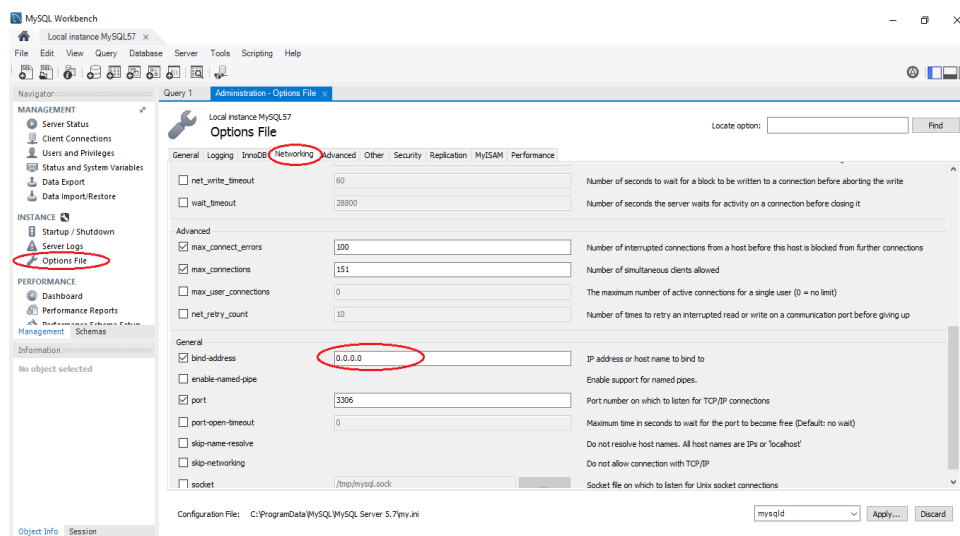 MySQL Workbench
Local instance MySQL57 ×
File Edit View Query Database Server Tools Scripting Help
Navigator
Query 1 Administration - Options File ×
MANAGEMENT
Server Status
Client Connections
Users and Privileges
Status and System Variables
Data Export
Data Import/Restore
INSTANCE
Startup / Shutdown
Server Logs
Options File
PERFORMANCE
Dashboard
Performance Reports
Performance Schema Setup
Management Schemas
Information
No object selected
Object Info Session
Local instance MySQL57
Options File
Locate option: Find
General Logging InnoDB Networking Advanced Other Security Replication MyISAM Performance
net_write_timeout 60 Number of seconds to wait for a block to be written to a connection before aborting the write
wait_timeout 28800 Number of seconds the server waits for activity on a connection before closing it
Advanced
max_connect_errors 100 Number of interrupted connections from a host before this host is blocked from further connections
max_connections 151 Number of simultaneous clients allowed
max_user_connections 0 The maximum number of active connections for a single user (0 = no limit)
net_retry_count 10 Number of times to retry an interrupted read or write on a communication port before giving up
General
bind-address 0.0.0.0 IP address or host name to bind to
enable-named-pipe Enable support for named pipes.
port 3306 Port number on which to listen for TCP/IP connections
port-open-timeout 0 Maximum time in seconds to wait for the port to become free (Default: no wait)
skip-name-resolve Do not resolve host names. All host names are IPs or 'localhost'
skip-networking Do not allow connection with TCP/IP
socket /tmp/mysql.sock ... Socket file on which to listen for Unix socket connections
Configuration File: C:\ProgramData\MySQL\MySQL Server 5.7\my.ini mysqld Apply... Discard